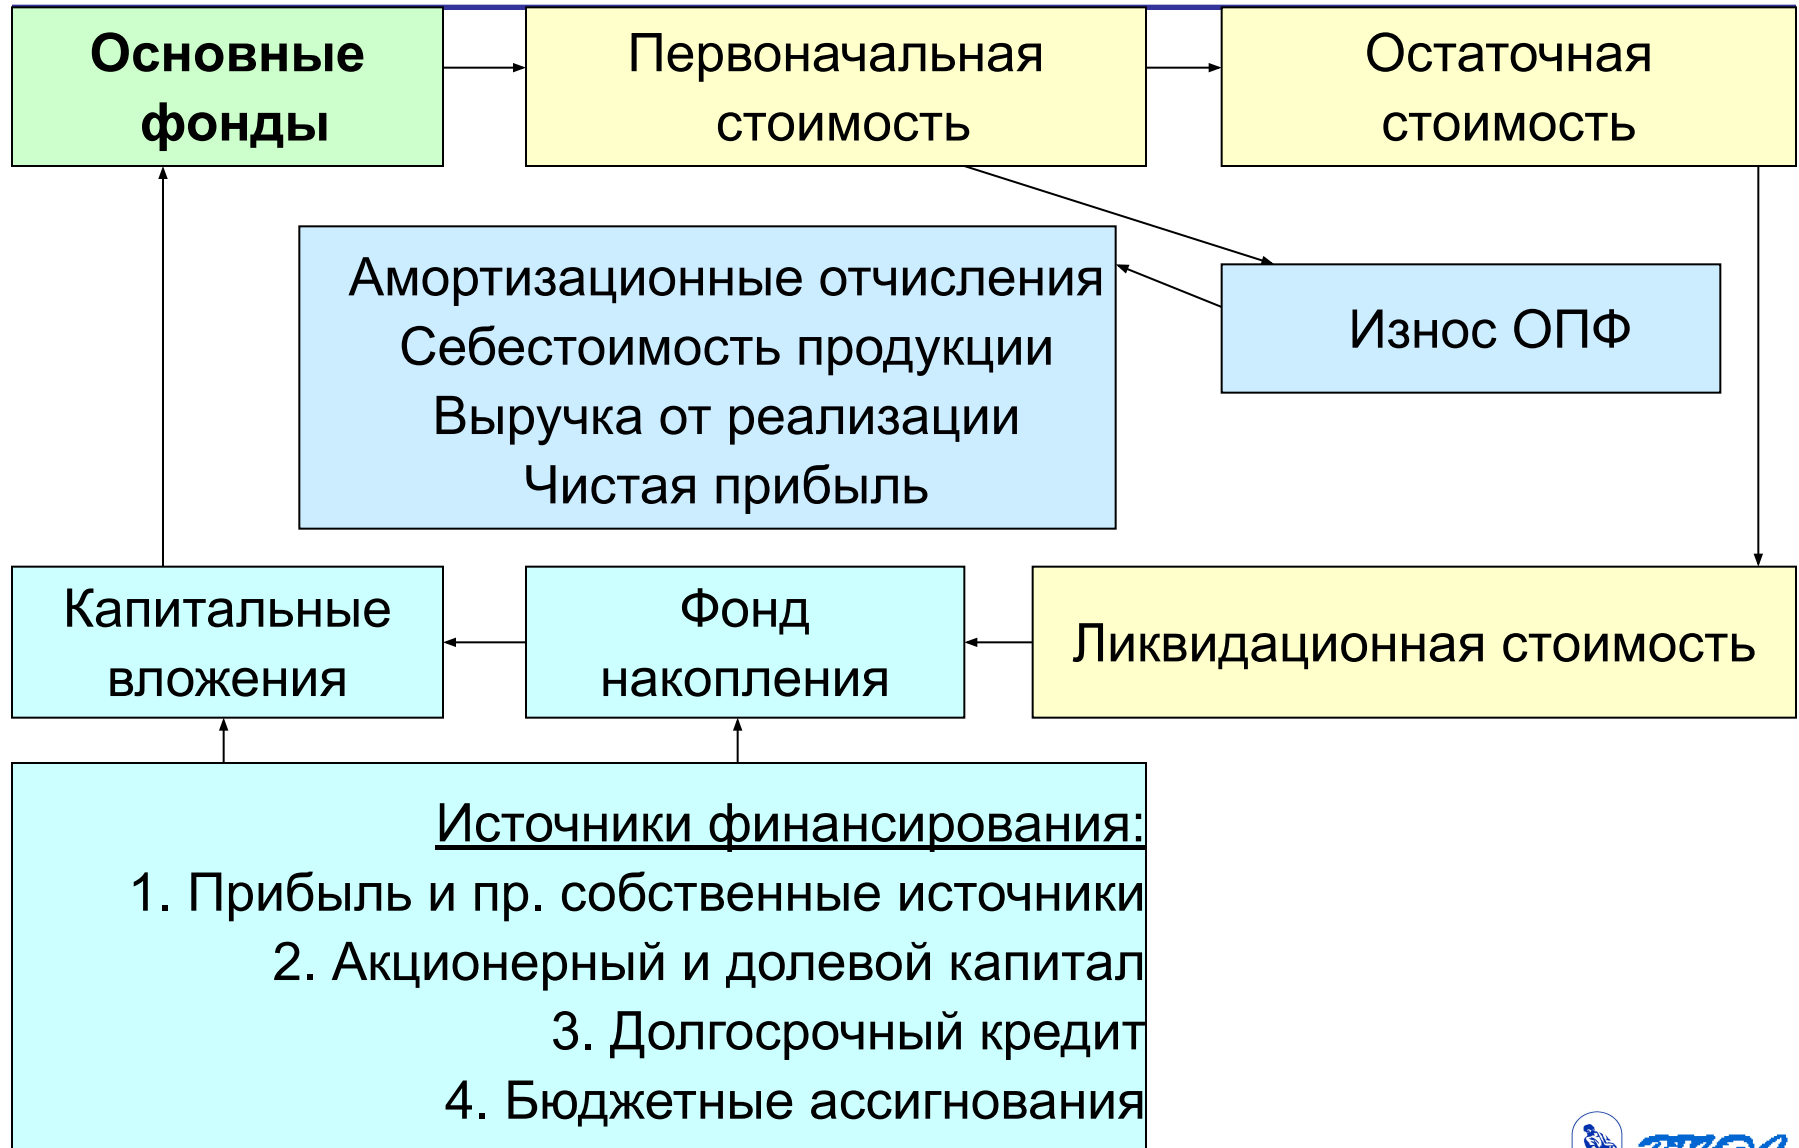 Основные
фонды
Первоначальная
стоимость
Остаточная
стоимость
Амортизационные отчисления
Себестоимость продукции
Выручка от реализации
Чистая прибыль
Износ ОПФ
Капитальные
вложения
Фонд
накопления
Ликвидационная стоимость
Источники финансирования:
1. Прибыль и пр. собственные источники
2. Акционерный и долевой капитал
3. Долгосрочный кредит
4. Бюджетные ассигнования